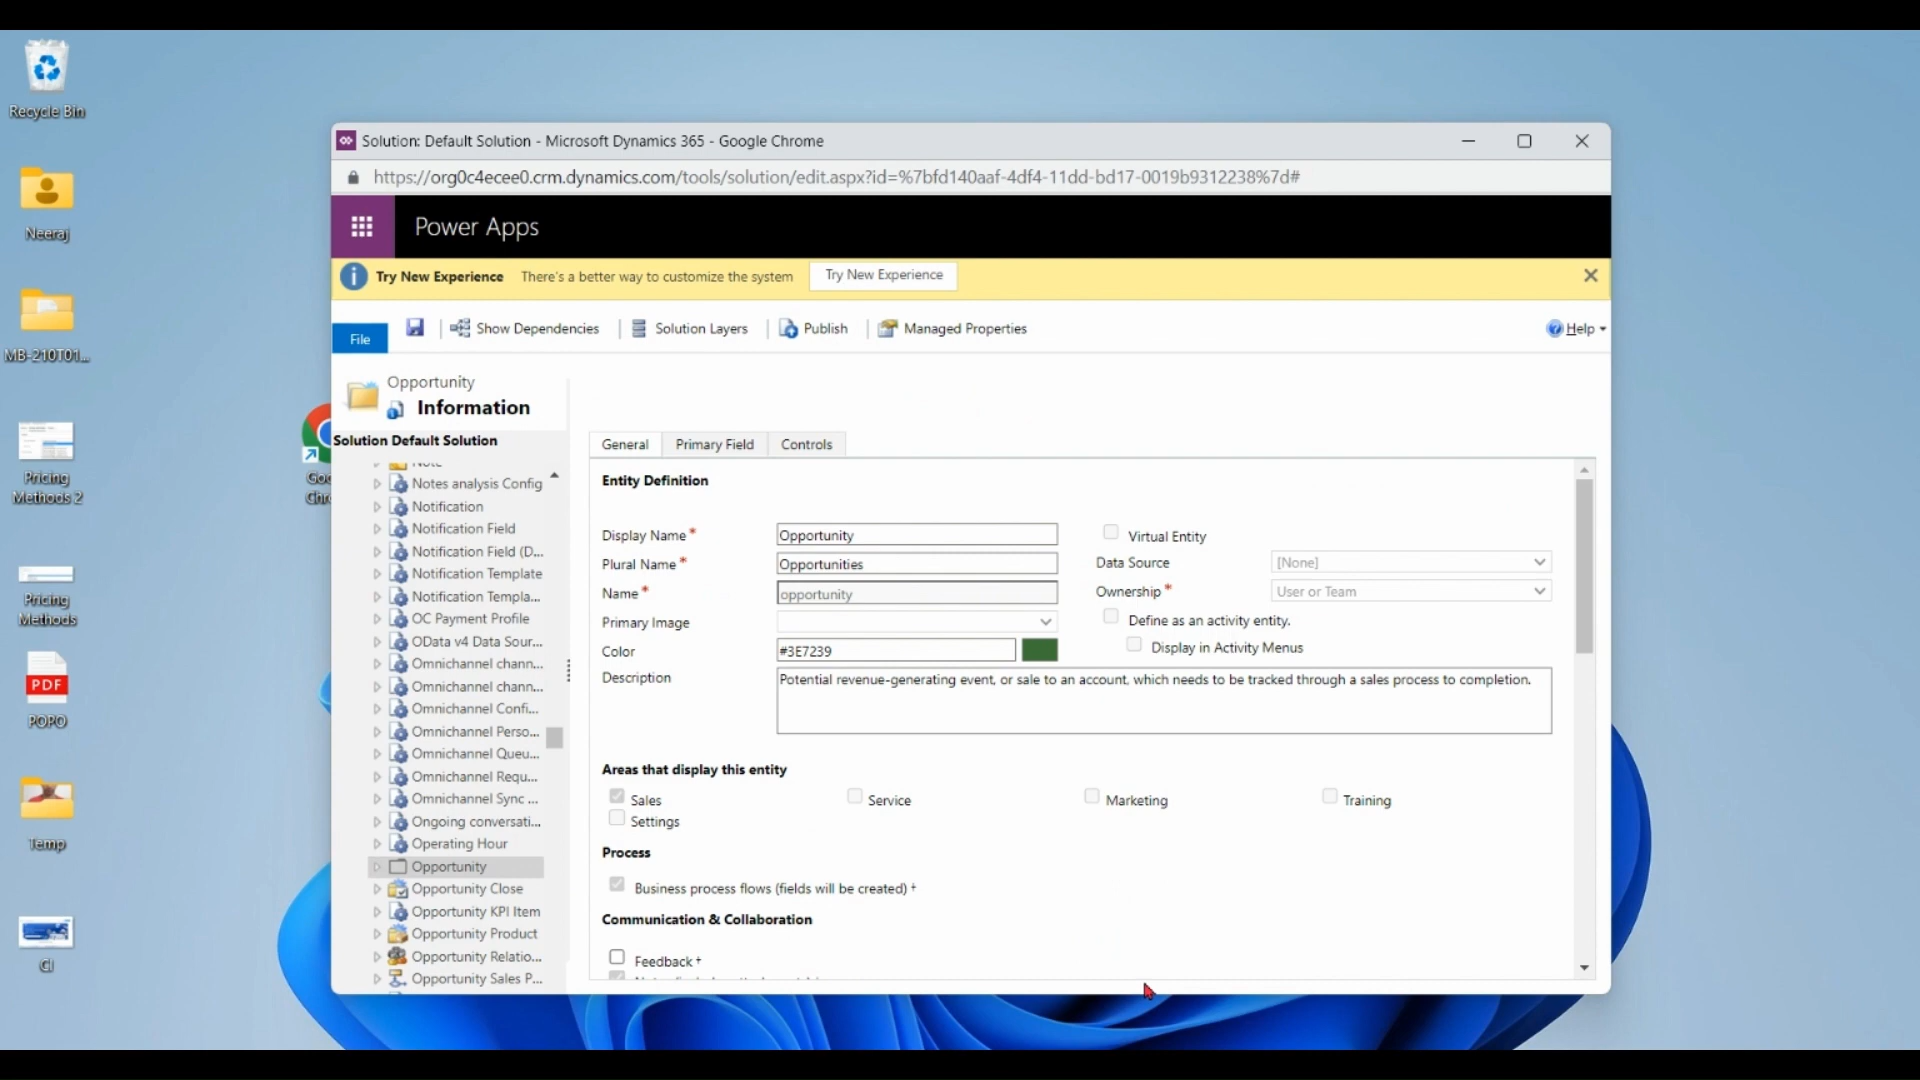 Recycle Bin
Neeraj
MB-210T01...
Pricing
Methods 2
Pricing
Methods
PDF
POPO
Temp
CI
Solution: Default Solution - Microsoft Dynamics 365 - Google Chrome
https://org0c4ecee0.crm.dynamics.com/tools/solution/edit.aspx?id=%7bfd140aaf-4df4-11dd-bd17-0019b9312238%7d#
Power Apps
Try New Experience There's a better way to customize the system Try New Experience
File
Show Dependencies Solution Layers Publish Managed Properties Help
Opportunity
Information
Solution Default Solution
Note
Notes analysis Config
Notification
Notification Field
Notification Field (D...
Notification Template
Notification Templa...
OC Payment Profile
OData v4 Data Sour...
Omnichannel chann...
Omnichannel chann...
Omnichannel Confi...
Omnichannel Perso...
Omnichannel Queu...
Omnichannel Requ...
Omnichannel Sync ...
Ongoing conversati...
Operating Hour
Opportunity
Opportunity Close
Opportunity KPI Item
Opportunity Product
Opportunity Relatio...
Opportunity Sales P...
General Primary Field Controls
Entity Definition
Display Name * Opportunity
Plural Name * Opportunities
Name * opportunity
Primary Image
Color #3E7239
Description Potential revenue-generating event, or sale to an account, which needs to be tracked through a sales process to completion.
Virtual Entity
Data Source [None]
Ownership * User or Team
Define as an activity entity.
Display in Activity Menus
Areas that display this entity
Sales Service Marketing Training
Settings
Process
Business process flows (fields will be created) +
Communication & Collaboration
Feedback +